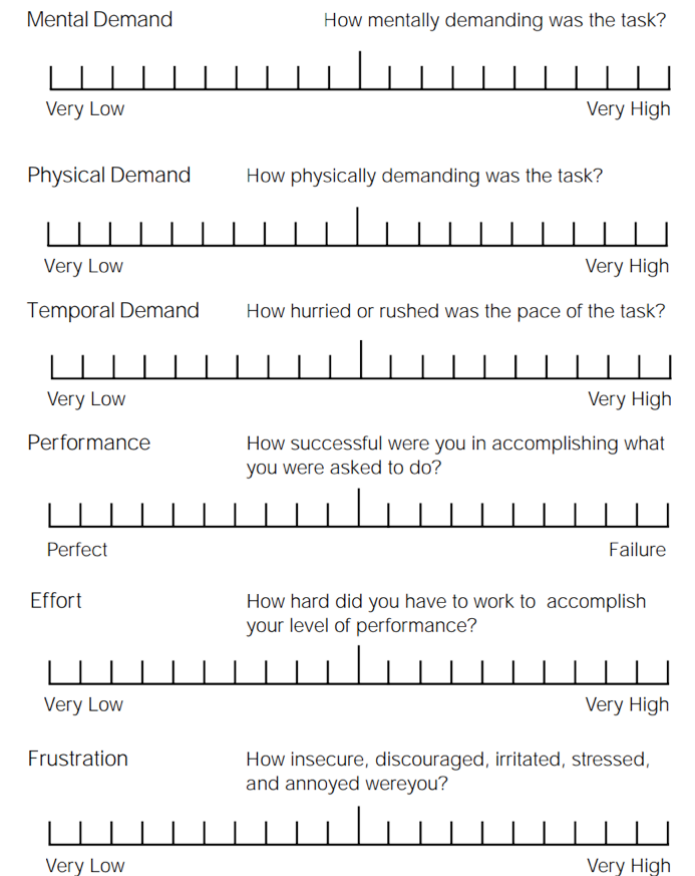 Mental Demand How mentally demanding was the task?
Very Low Very High
Physical Demand How physically demanding was the task?
Very Low Very High
Temporal Demand How hurried or rushed was the pace of the task?
Very Low Very High
Performance How successful were you in accomplishing what
you were asked to do?
Perfect Failure
Effort How hard did you have to work to accomplish
your level of performance?
Very Low Very High
Frustration How insecure, discouraged, irritated, stressed,
and annoyed wereyou?
Very Low Very High